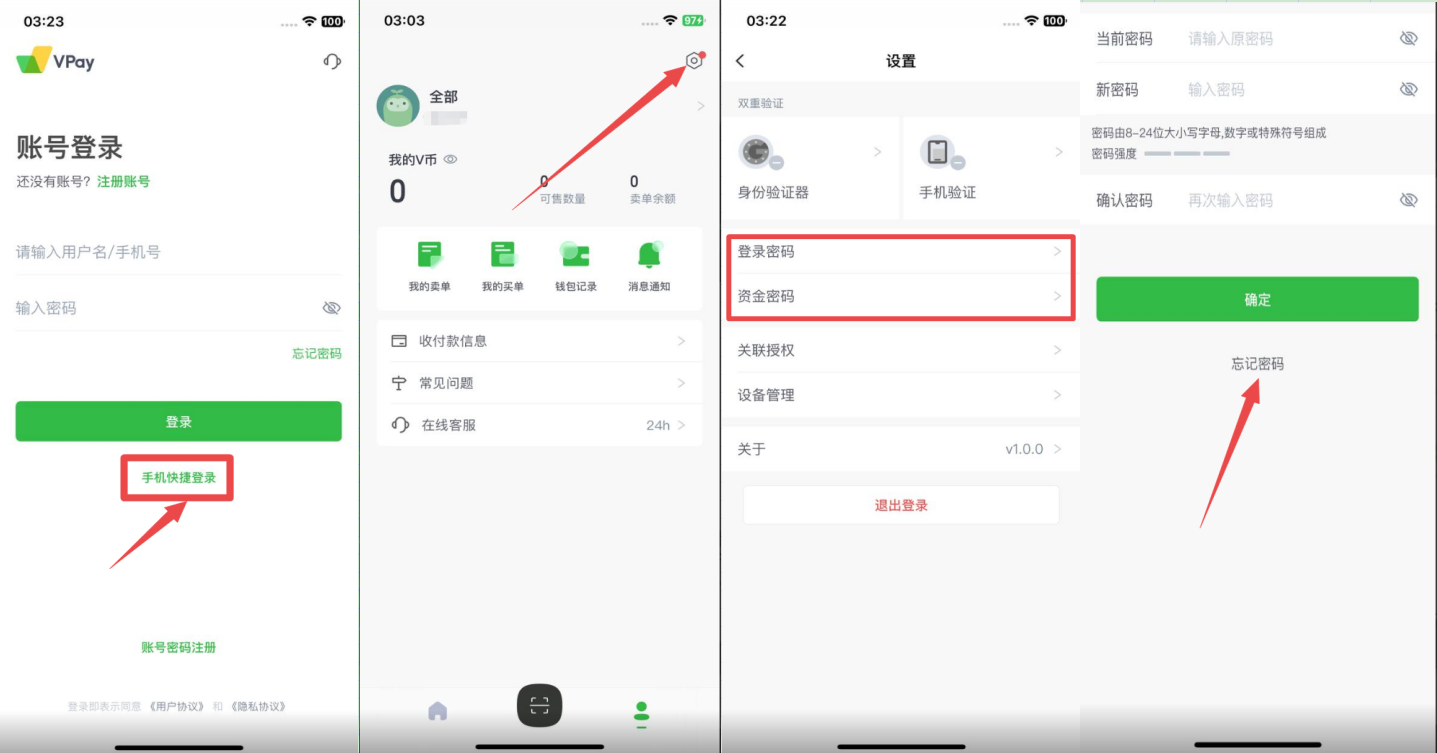 03:23
100
VPay
账号登录
还没有账号? 注册账号
请输入用户名/手机号
输入密码
忘记密码
登录
手机快捷登录
账号密码注册
登录即表示同意 《用户协议》 和 《隐私协议》
03:03
97
全部
我的V币
0
0
可售数量
0
卖单余额
我的卖单
我的买单
钱包记录
消息通知
收付款信息
常见问题
在线客服
24h
03:22
100
设置
双重验证
身份验证器
手机验证
登录密码
资金密码
关联授权
设备管理
关于
v1.0.0
退出登录
当前密码
请输入原密码
新密码
输入密码
密码由8-24位大小写字母,数字或特殊符号组成
密码强度
确认密码
再次输入密码
确定
忘记密码